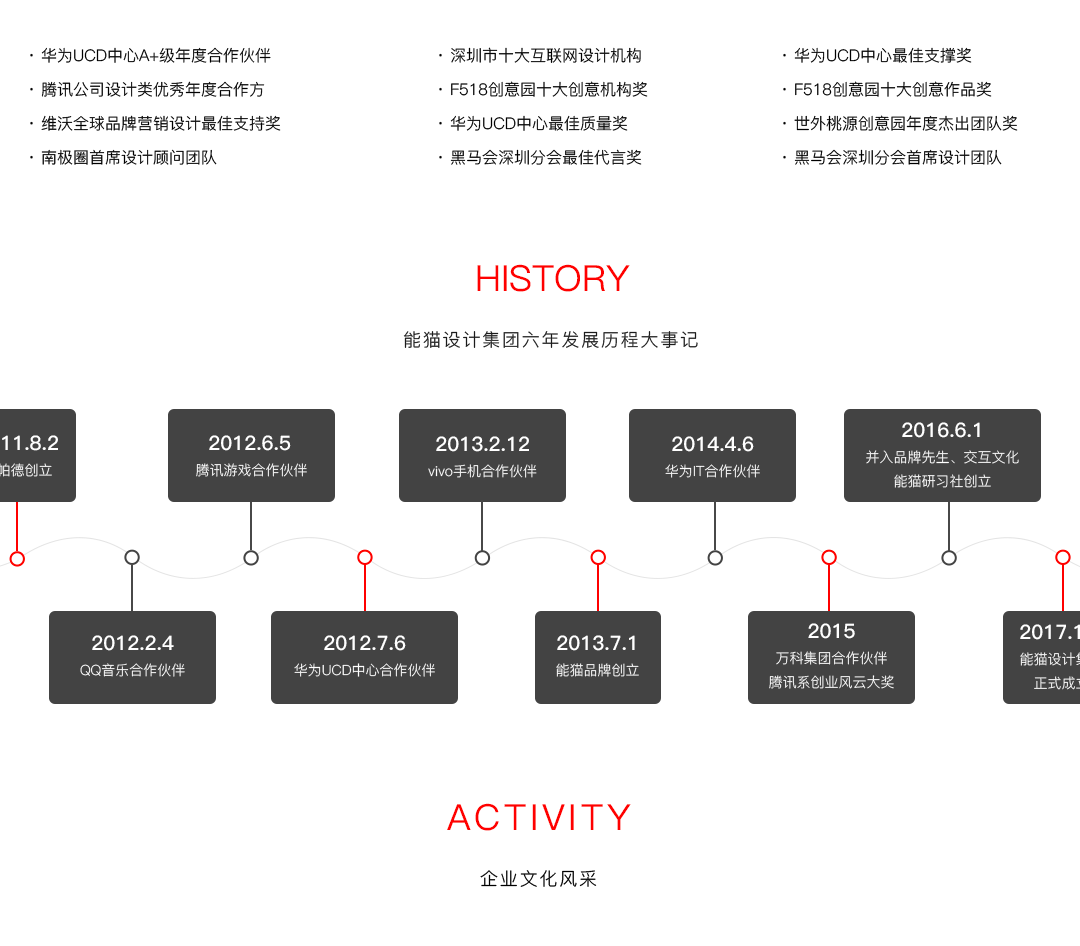 · 华为UCD中心A+级年度合作伙伴
· 腾讯公司设计类优秀年度合作方
· 维沃全球品牌营销设计最佳支持奖
· 南极圈首席设计顾问团队
· 深圳市十大互联网设计机构
· F518创意园十大创意机构奖
· 华为UCD中心最佳质量奖
· 黑马会深圳分会最佳代言奖
· 华为UCD中心最佳支撑奖
· F518创意园十大创意作品奖
· 世外桃源创意园年度杰出团队奖
· 黑马会深圳分会首席设计团队
HISTORY
能猫设计集团六年发展历程大事记
11.8.2
帕德创立
2012.6.5
腾讯游戏合作伙伴
2013.2.12
vivo手机合作伙伴
2014.4.6
华为IT合作伙伴
2016.6.1
并入品牌先生、交互文化
能猫研习社创立
2012.2.4
QQ音乐合作伙伴
2012.7.6
华为UCD中心合作伙伴
2013.7.1
能猫品牌创立
2015
万科集团合作伙伴
腾讯系创业风云大奖
2017.1
能猫设计集
正式成立
ACTIVITY
企业文化风采